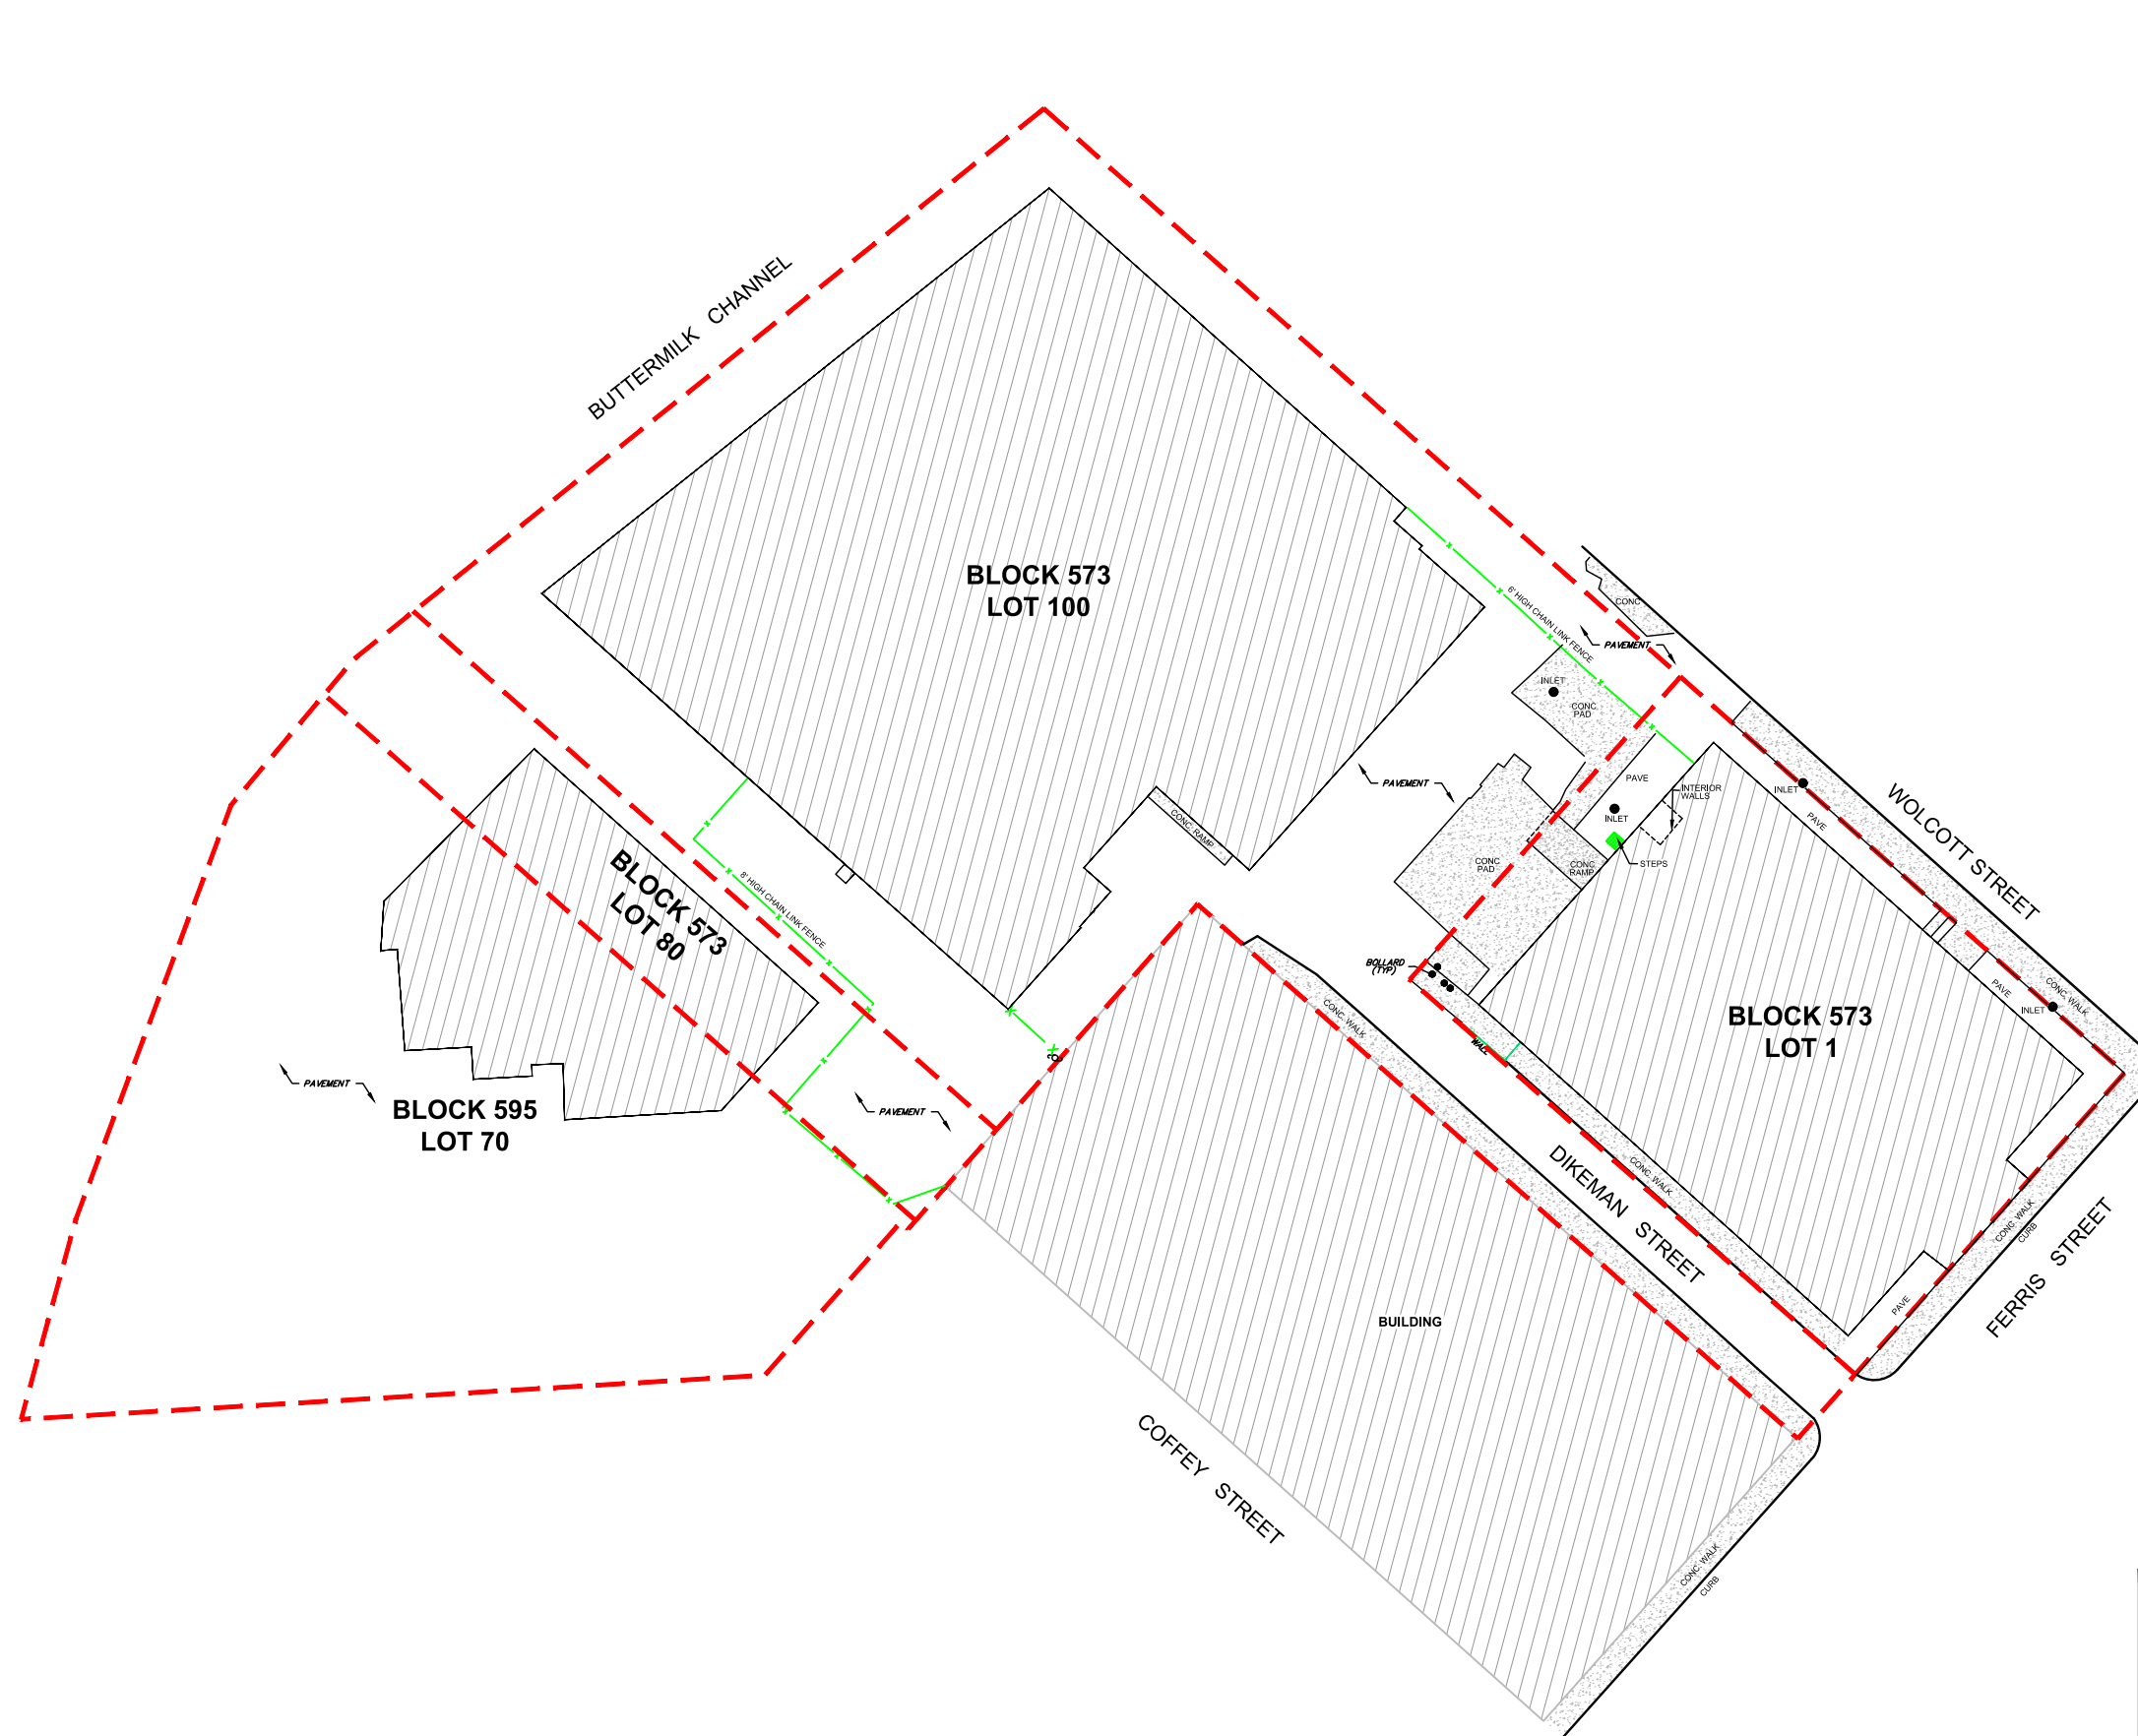 BUTTERMILK CHANNEL
BLOCK 573
LOT 100
6' HIGH CHAIN LINK FENCE
CONC
PAVEMENT
INLET
CONC
PAD
PAVEMENT
PAVE
INTERIOR
WALLS
INLET
INLET
PAVE
WOLCOTT STREET
CONC. RAMP
CONC
PAD
CONC
RAMP
STEPS
BLOCK 573
LOT 80
8' HIGH CHAIN LINK FENCE
BOLLARD
(TYP)
CONC. WALK
WALL
PAVE
CONC. WALK
INLET
BLOCK 573
LOT 1
PAVEMENT
BLOCK 595
LOT 70
PAVEMENT
DIKEMAN STREET
CONC. WALK
CONC. WALK
CURB
FERRIS STREET
PAVE
BUILDING
COFFEY STREET
CONC. WALK
CURB